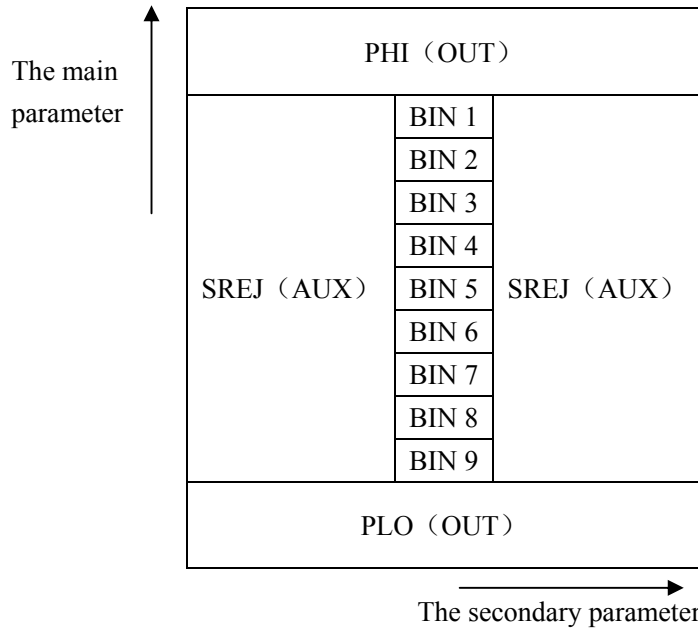 PHI（OUT）
The main
parameter
BIN 1
BIN 2
BIN 3
BIN 4
SREJ（AUX）
BIN 5
SREJ（AUX）
BIN 6
BIN 7
BIN 8
BIN 9
PLO（OUT）
The secondary parameter